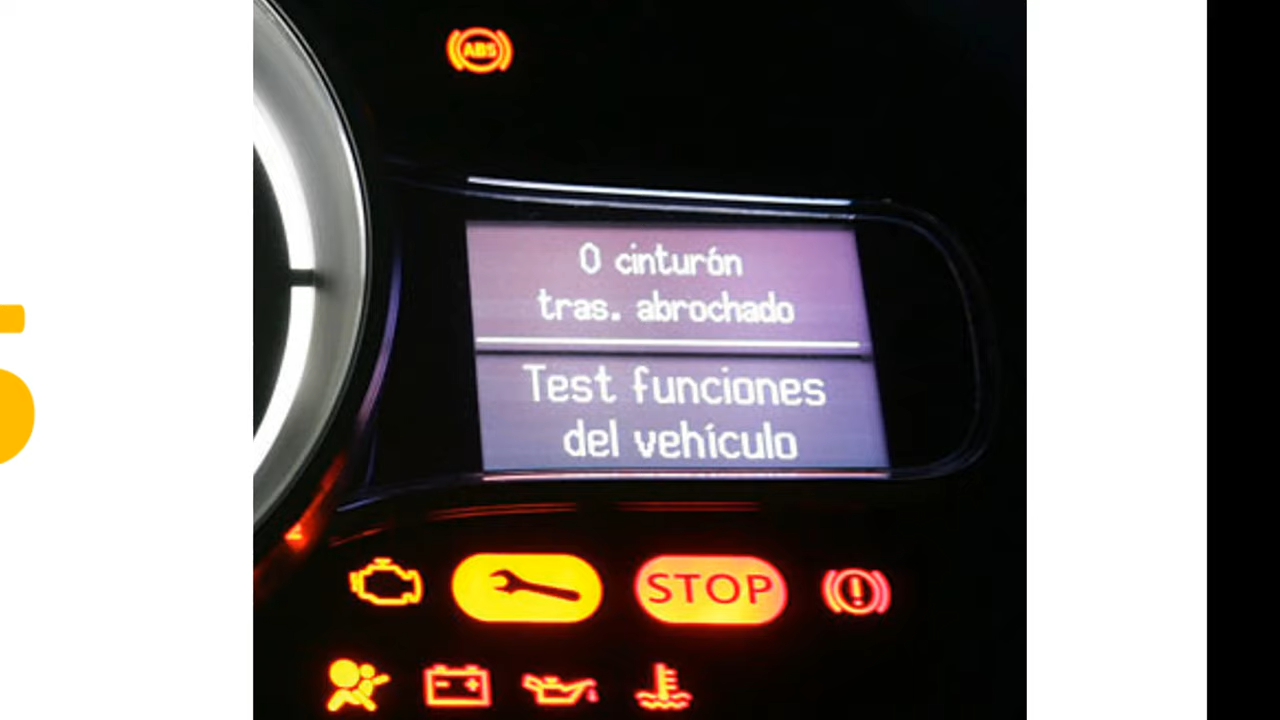 ABS
0 cinturón
tras. abrochado
Test funciones
del vehículo
STOP